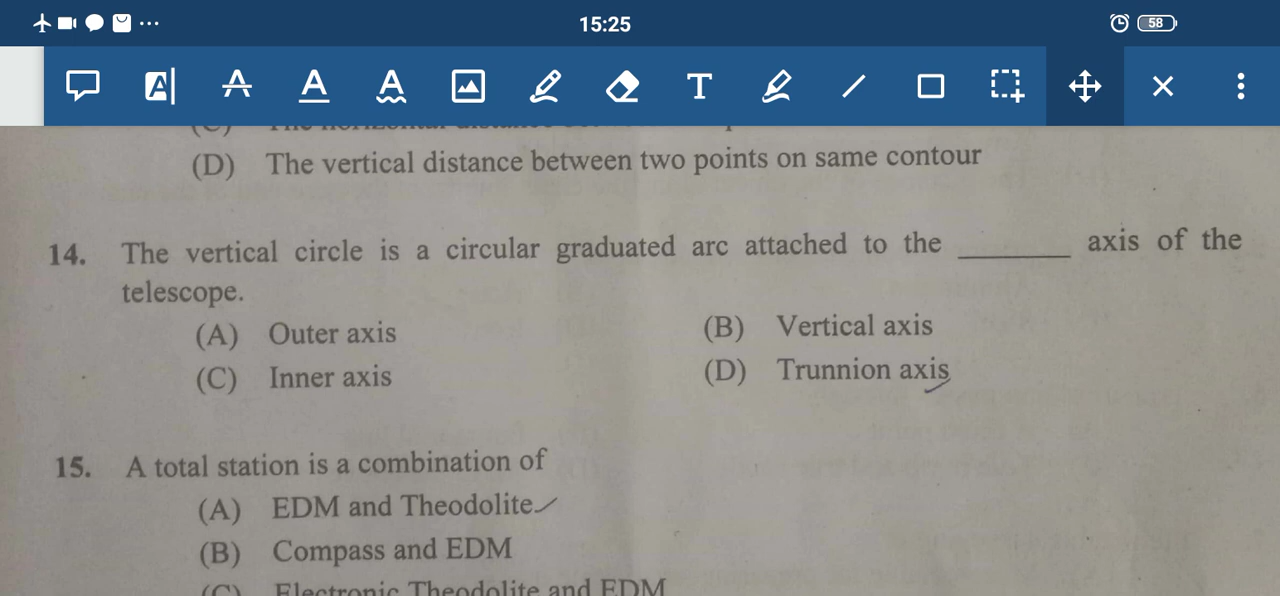 15:25
58
A
A
A
A
T
(D) The vertical distance between two points on same contour
14. The vertical circle is a circular graduated arc attached to the ________ axis of the
telescope.
(A) Outer axis
(B) Vertical axis
(C) Inner axis
(D) Trunnion axis
15. A total station is a combination of
(A) EDM and Theodolite
(B) Compass and EDM
(C) Electronic Theodolite and EDM